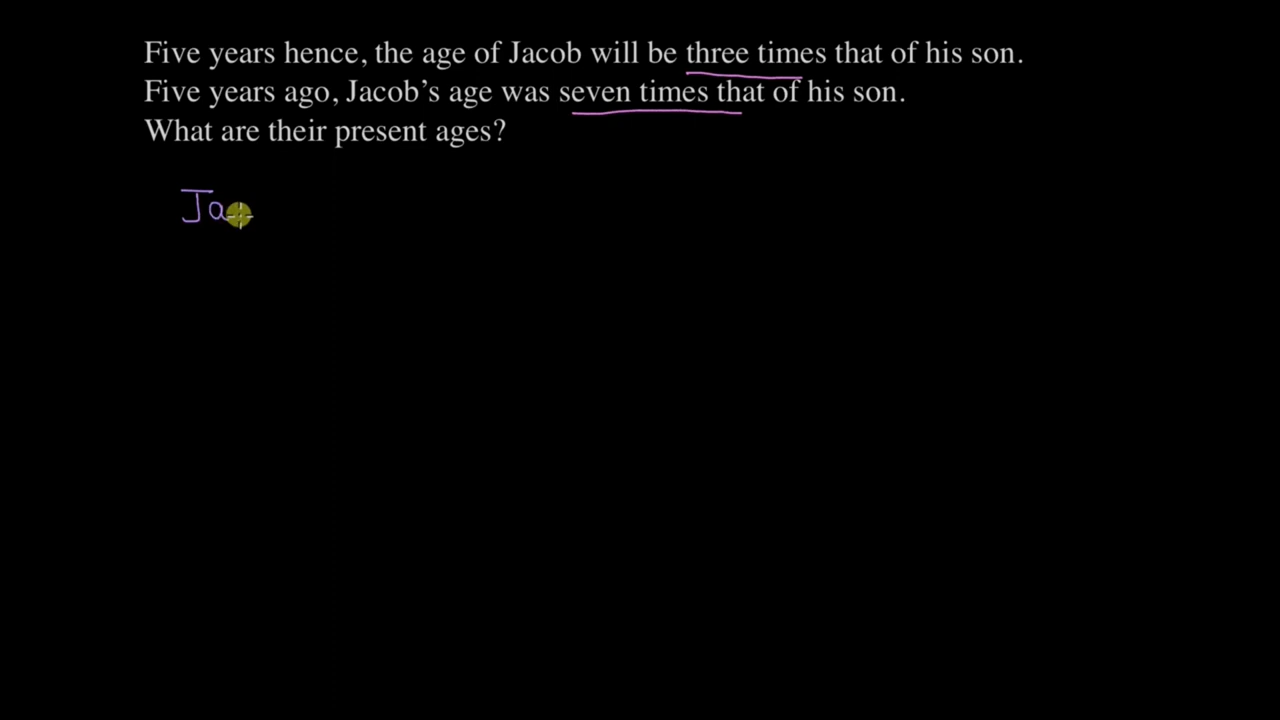 Five years hence, the age of Jacob will be three times that of his son.
Five years ago, Jacob’s age was seven times that of his son.
What are their present ages?
Ja